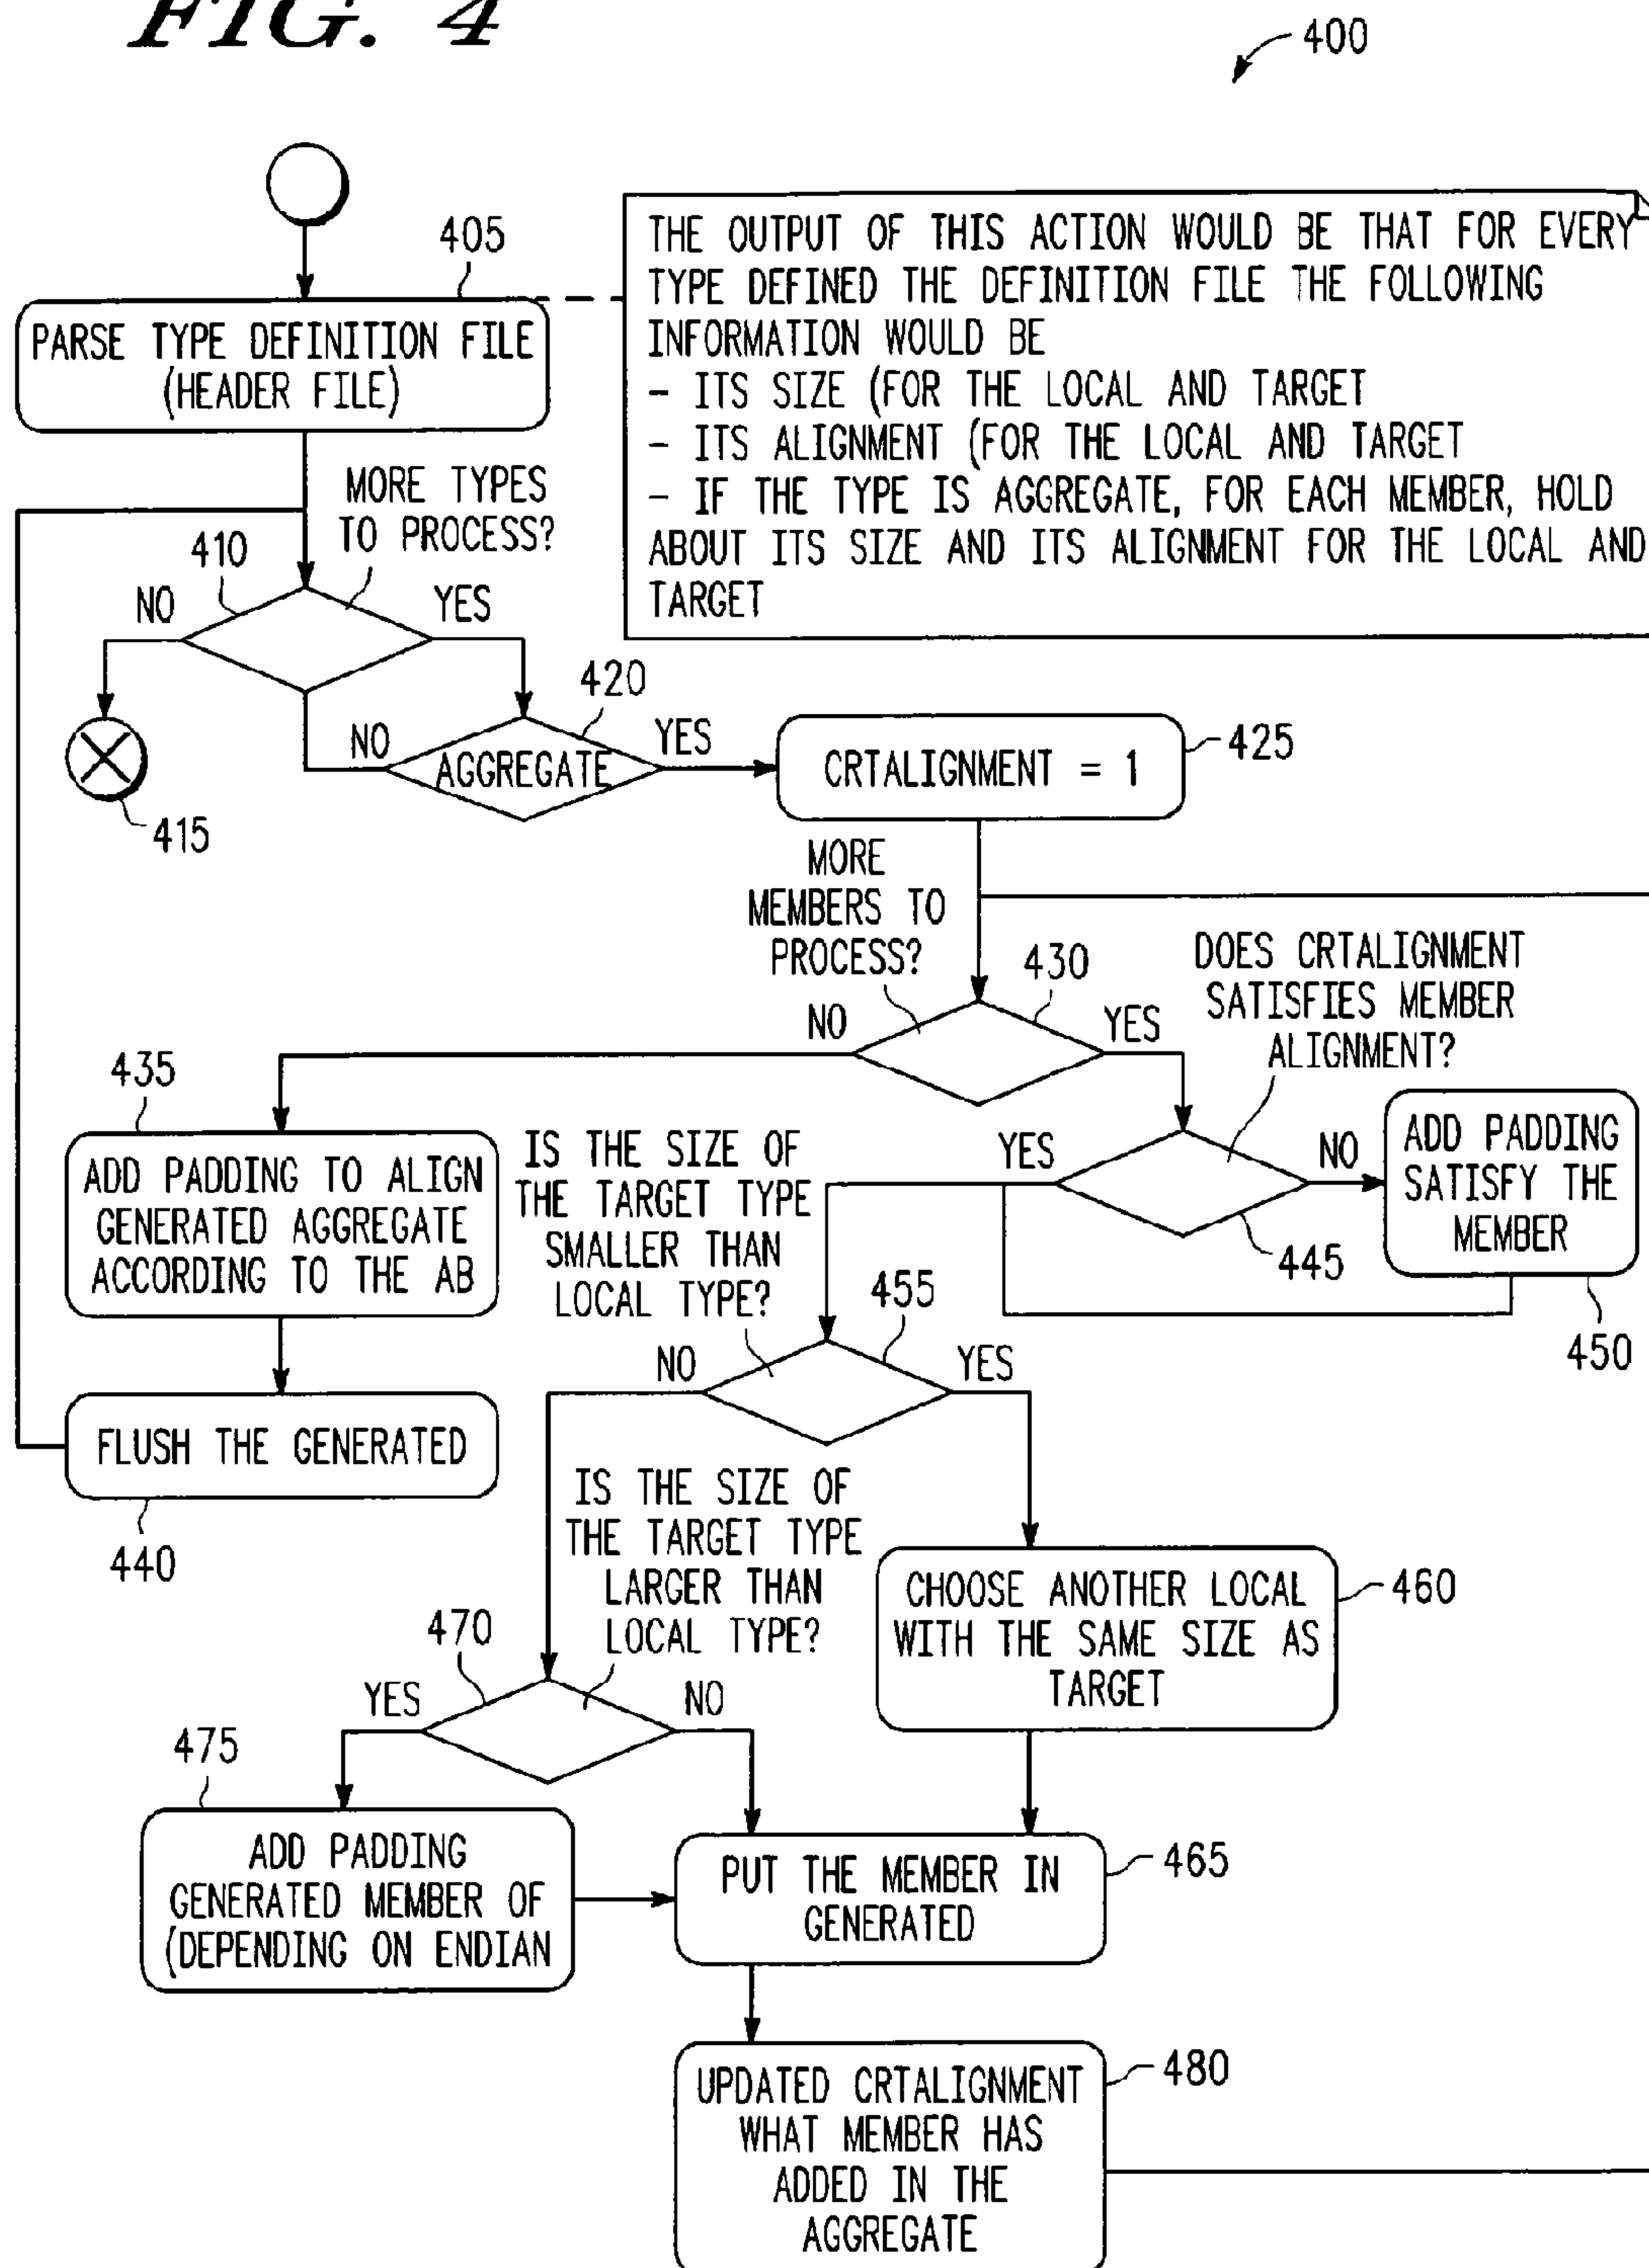 FIG. 4
400
405
PARSE TYPE DEFINITION FILE
(HEADER FILE)
THE OUTPUT OF THIS ACTION WOULD BE THAT FOR EVERY
TYPE DEFINED THE DEFINITION FILE THE FOLLOWING
INFORMATION WOULD BE
- ITS SIZE (FOR THE LOCAL AND TARGET
- ITS ALIGNMENT (FOR THE LOCAL AND TARGET
- IF THE TYPE IS AGGREGATE, FOR EACH MEMBER, HOLD
ABOUT ITS SIZE AND ITS ALIGNMENT FOR THE LOCAL AND
TARGET
MORE TYPES
TO PROCESS?
410
NO
YES
415
420
NO
AGGREGATE
YES
CRTALIGNMENT = 1
425
MORE
MEMBERS TO
PROCESS?
430
NO
YES
DOES CRTALIGNMENT
SATISFIES MEMBER
ALIGNMENT?
435
ADD PADDING TO ALIGN
GENERATED AGGREGATE
ACCORDING TO THE AB
YES
NO
445
ADD PADDING
SATISFY THE
MEMBER
450
IS THE SIZE OF
THE TARGET TYPE
SMALLER THAN
LOCAL TYPE?
455
NO
YES
FLUSH THE GENERATED
440
IS THE SIZE OF
THE TARGET TYPE
LARGER THAN
LOCAL TYPE?
CHOOSE ANOTHER LOCAL
WITH THE SAME SIZE AS
TARGET
460
470
YES
NO
475
ADD PADDING
GENERATED MEMBER OF
(DEPENDING ON ENDIAN
PUT THE MEMBER IN
GENERATED
465
UPDATED CRTALIGNMENT
WHAT MEMBER HAS
ADDED IN THE
AGGREGATE
480